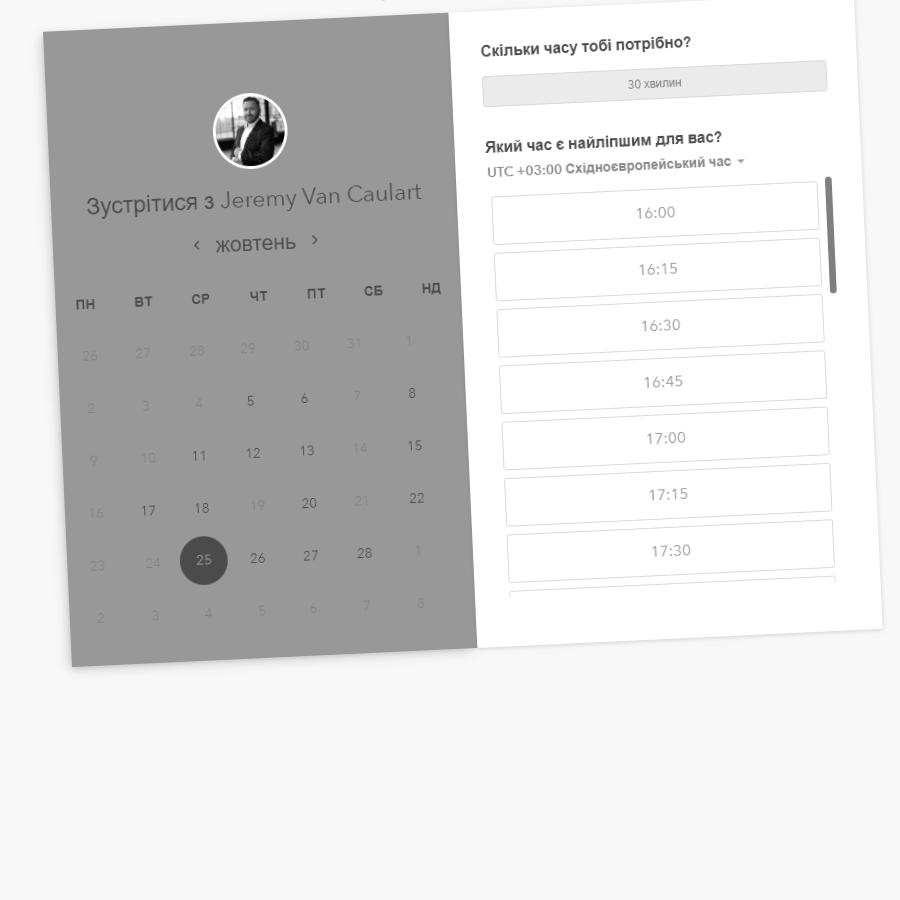 Зустрітися з Jeremy Van Caulart
‹ жовтень ›
ПН ВТ СР ЧТ ПТ СБ НД
26 27 28 29 30 31 1
2 3 4 5 6 7 8
9 10 11 12 13 14 15
16 17 18 19 20 21 22
23 24 25 26 27 28 1
2 3 4 5 6 7 8
Скільки часу тобі потрібно?
30 хвилин
Який час є найліпшим для вас?
UTC +03:00 Східноєвропейський час
16:00
16:15
16:30
16:45
17:00
17:15
17:30